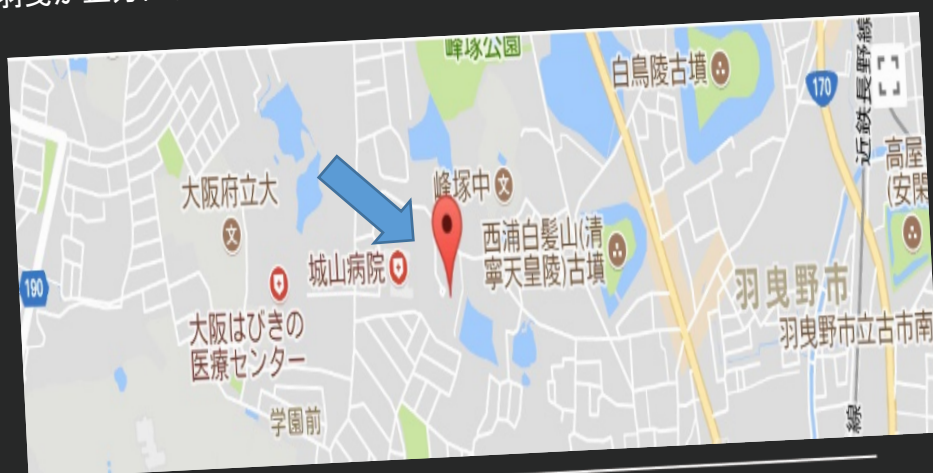 峰塚公園
白鳥陵古墳
170
近鉄長野線
高屋
(安閑
大阪府立大
峰塚中
西浦白髪山(清
寧天皇陵)古墳
城山病院
190
大阪はびきの
医療センター
羽曳野市
羽曳野市立古市南
学園前
線